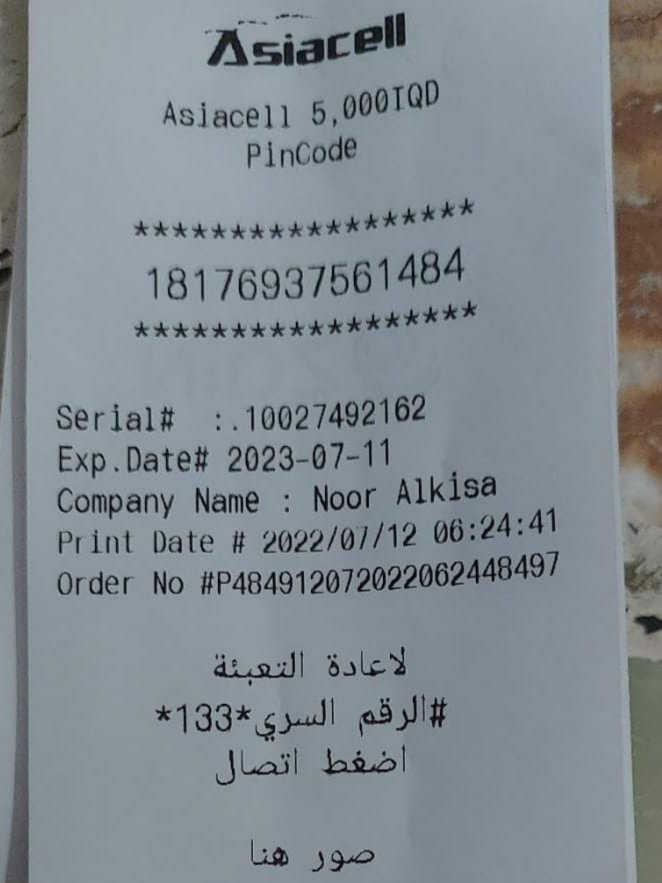 Asiacell
Asiacell 5,000IQD
PinCode
******************
18176937561484
******************
Serial# :.10027492162
Exp.Date# 2023-07-11
Company Name : Noor Alkisa
Print Date # 2022/07/12 06:24:41
Order No #P484912072022062448497
لاعادة التعبئة
#الرقم السري*133*
اضغط اتصال
صور هنا